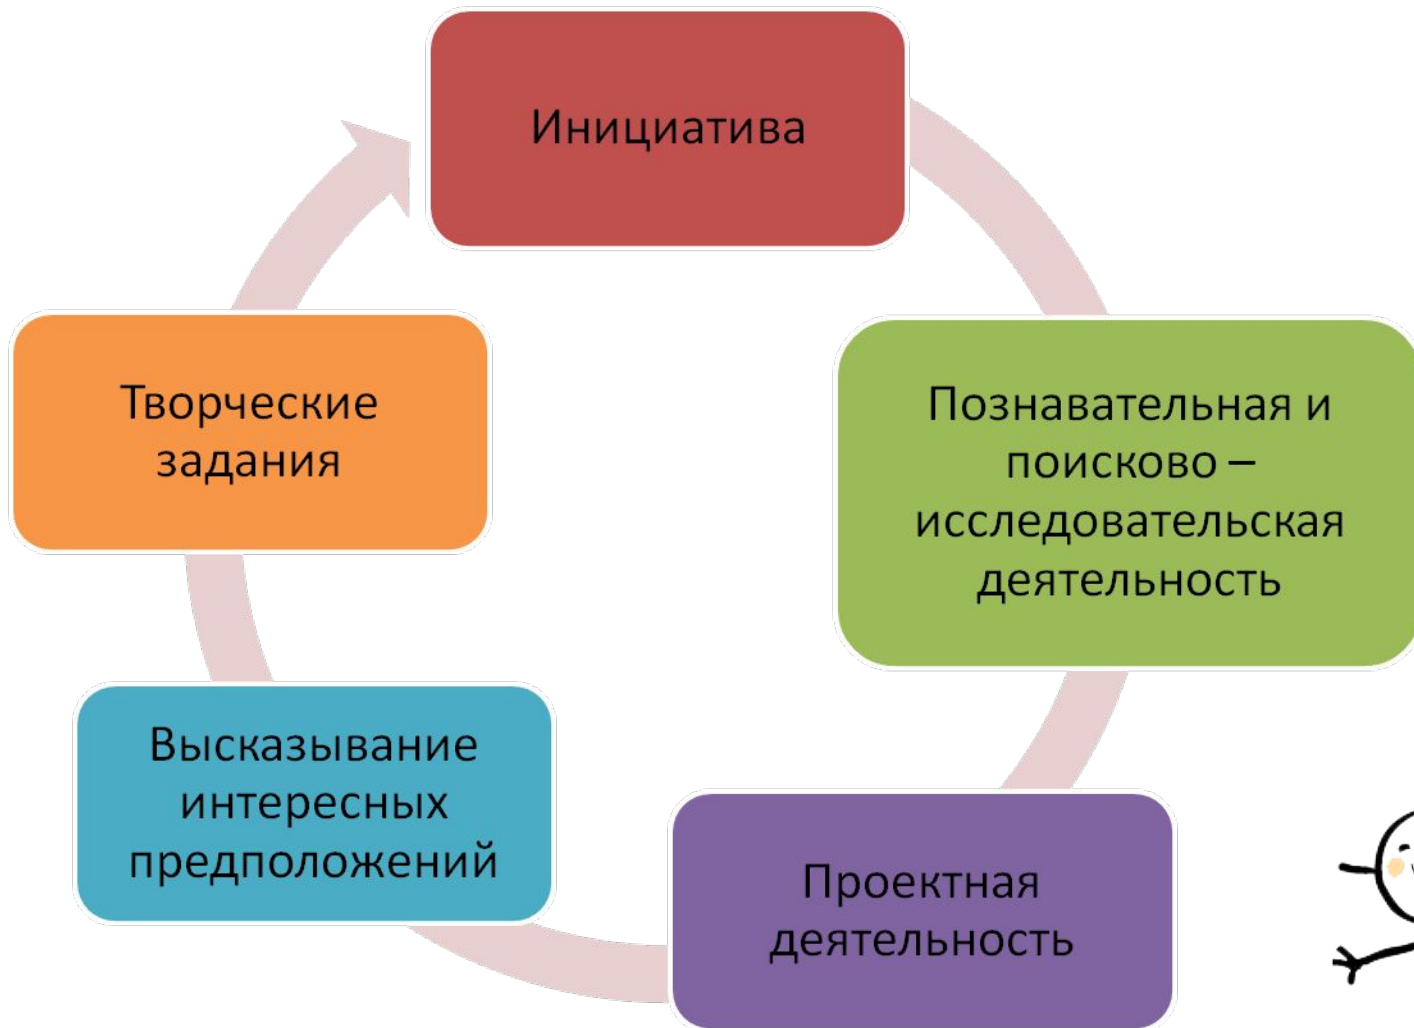 Инициатива
Познавательная и
поисково –
исследовательская
деятельность
Проектная
деятельность
Высказывание
интересных
предположений
Творческие
задания